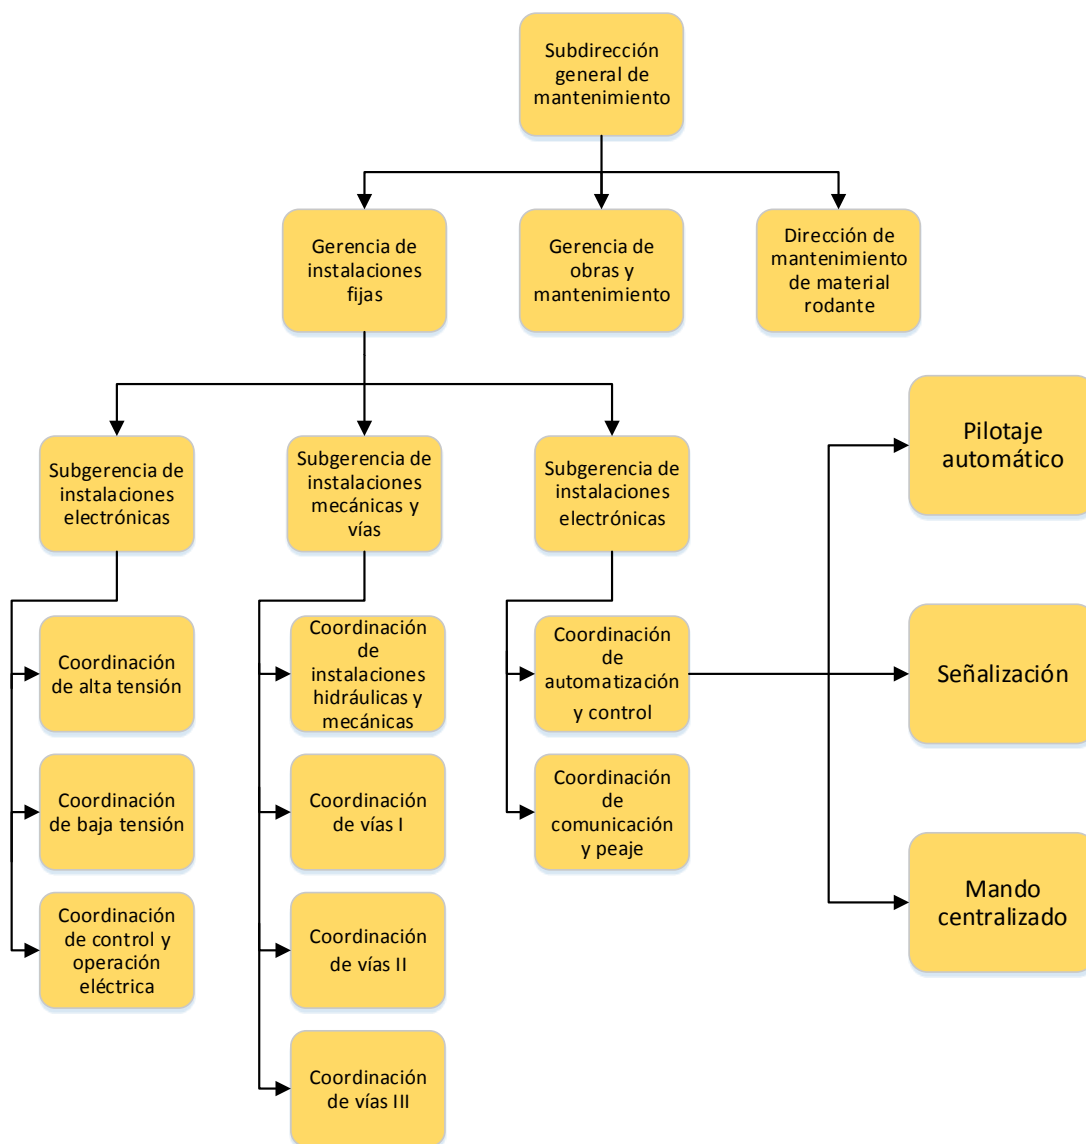 Subdirección
general de
mantenimiento
Gerencia de
instalaciones
fijas
Gerencia de
obras y
mantenimiento
Dirección de
mantenimiento
de material
rodante
Subgerencia de
instalaciones
electrónicas
Subgerencia de
instalaciones
mecánicas y
vías
Subgerencia de
instalaciones
electrónicas
Coordinación
de alta tensión
Coordinación
de baja tensión
Coordinación
de control y
operación
eléctrica
Coordinación
de
instalaciones
hidráulicas y
mecánicas
Coordinación
de vías I
Coordinación
de vías II
Coordinación
de vías III
Coordinación
de
automatización
y control
Coordinación
de
comunicación
y peaje
Pilotaje
automático
Señalización
Mando
centralizado